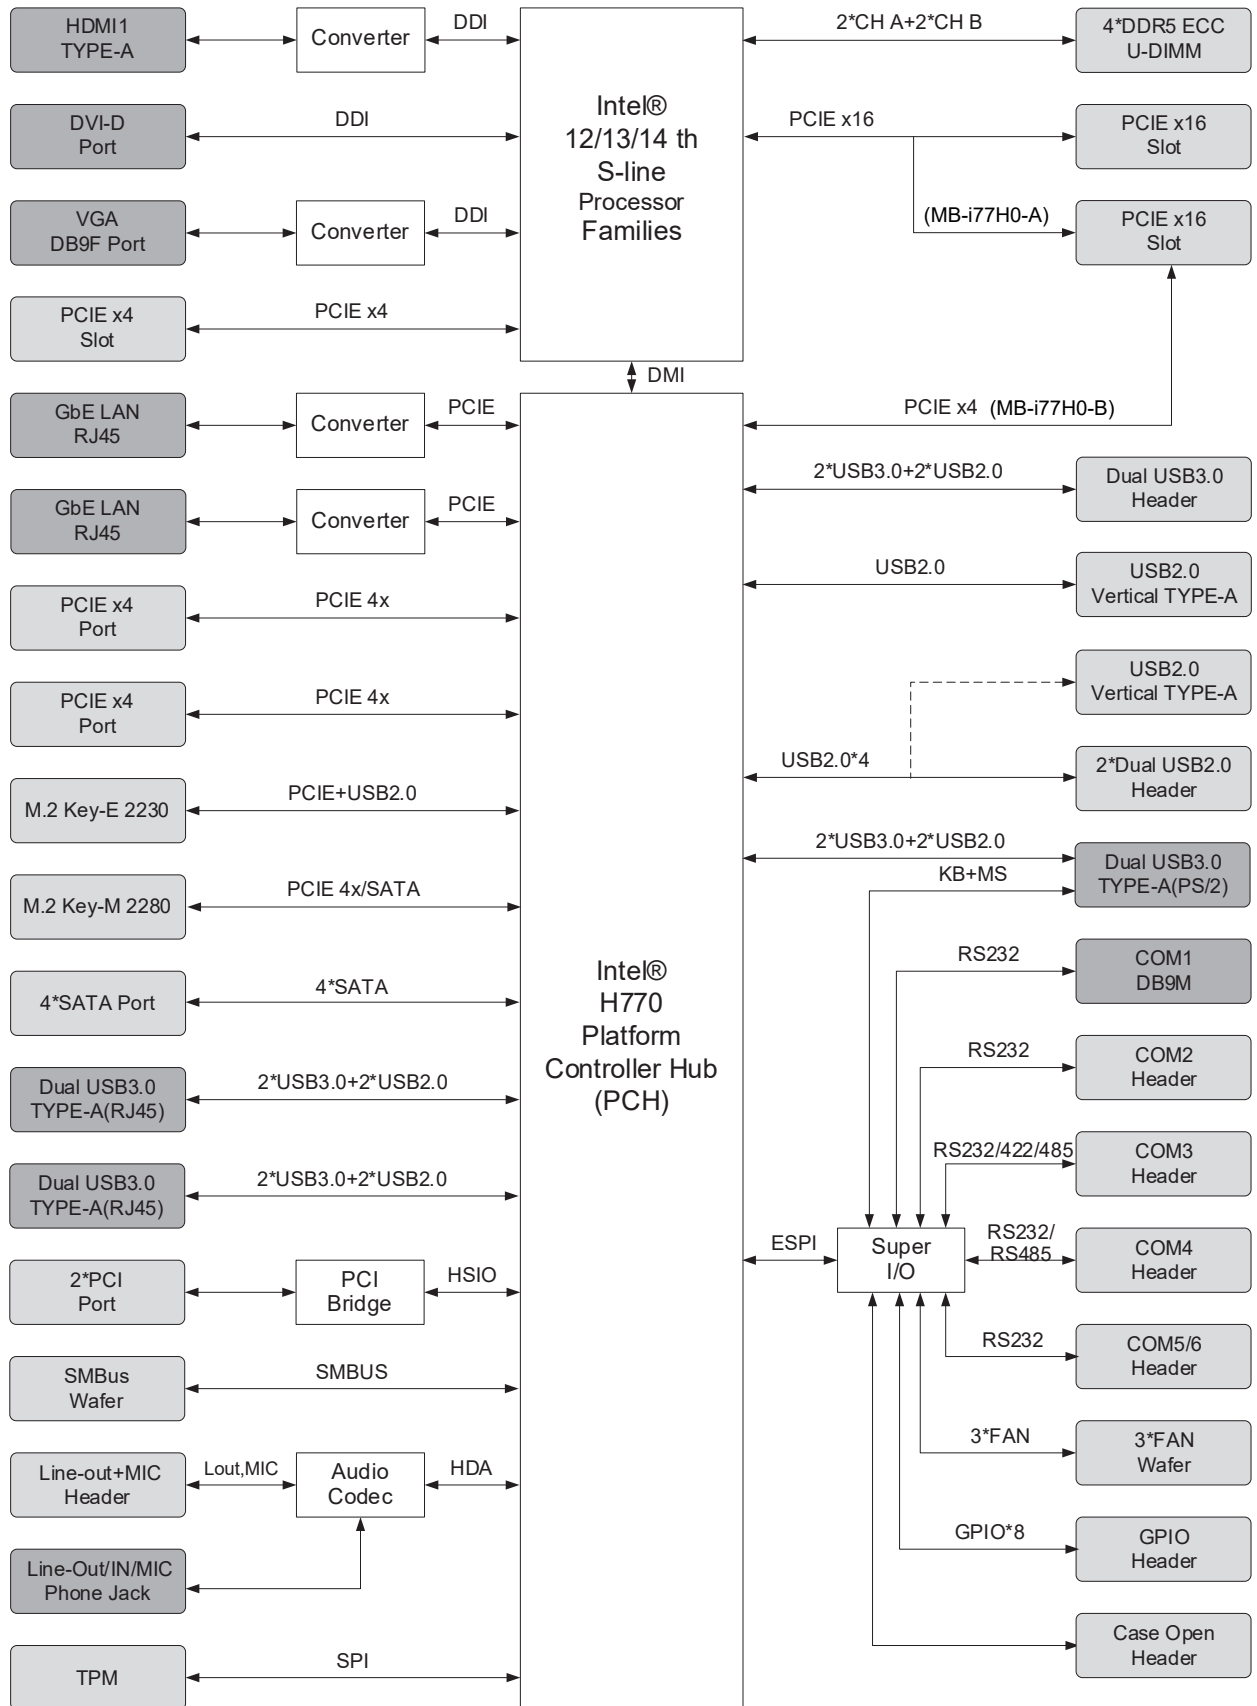 HDMI1
TYPE-A
Converter
DDI
2*CH A+2*CH B
4*DDR5 ECC
U-DIMM
DVI-D
Port
DDI
Intel®
12/13/14 th
S-line
Processor
Families
PCIE x16
PCIE x16
Slot
VGA
DB9F Port
Converter
DDI
(MB-i77H0-A)
PCIE x16
Slot
PCIE x4
Slot
PCIE x4
DMI
GbE LAN
RJ45
Converter
PCIE
PCIE x4 (MB-i77H0-B)
GbE LAN
RJ45
Converter
PCIE
2*USB3.0+2*USB2.0
Dual USB3.0
Header
USB2.0
USB2.0
Vertical TYPE-A
PCIE x4
Port
PCIE 4x
PCIE x4
Port
PCIE 4x
USB2.0
Vertical TYPE-A
M.2 Key-E 2230
PCIE+USB2.0
USB2.0*4
2*Dual USB2.0
Header
M.2 Key-M 2280
PCIE 4x/SATA
2*USB3.0+2*USB2.0
KB+MS
Dual USB3.0
TYPE-A(PS/2)
4*SATA Port
4*SATA
Intel®
H770
Platform
Controller Hub
(PCH)
RS232
COM1
DB9M
Dual USB3.0
TYPE-A(RJ45)
2*USB3.0+2*USB2.0
RS232
COM2
Header
Dual USB3.0
TYPE-A(RJ45)
2*USB3.0+2*USB2.0
RS232/422/485
COM3
Header
2*PCI
Port
PCI
Bridge
HSIO
ESPI
Super
I/O
RS232/
RS485
COM4
Header
SMBus
Wafer
SMBUS
RS232
COM5/6
Header
Line-out+MIC
Header
Lout,MIC
Audio
Codec
HDA
3*FAN
3*FAN
Wafer
Line-Out/IN/MIC
Phone Jack
GPIO*8
GPIO
Header
TPM
SPI
Case Open
Header